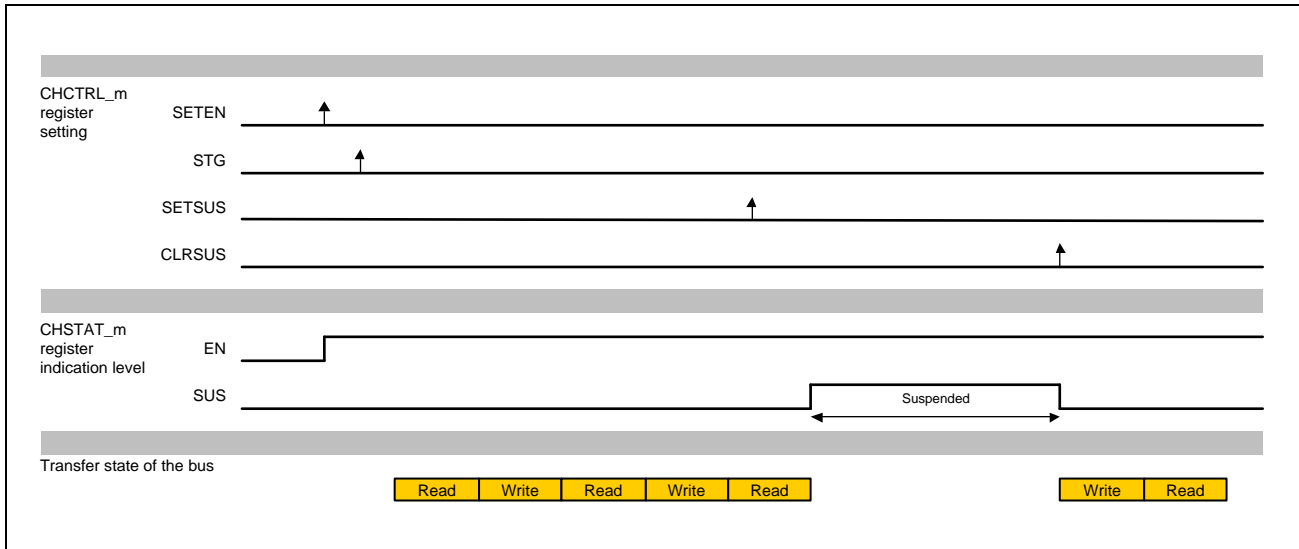 CHCTRL_m
register
setting
SETEN
STG
SETSUS
CLRSUS
CHSTAT_m
register
indication level
EN
SUS
Suspended
Transfer state of the bus
Read Write Read Write Read Write Read